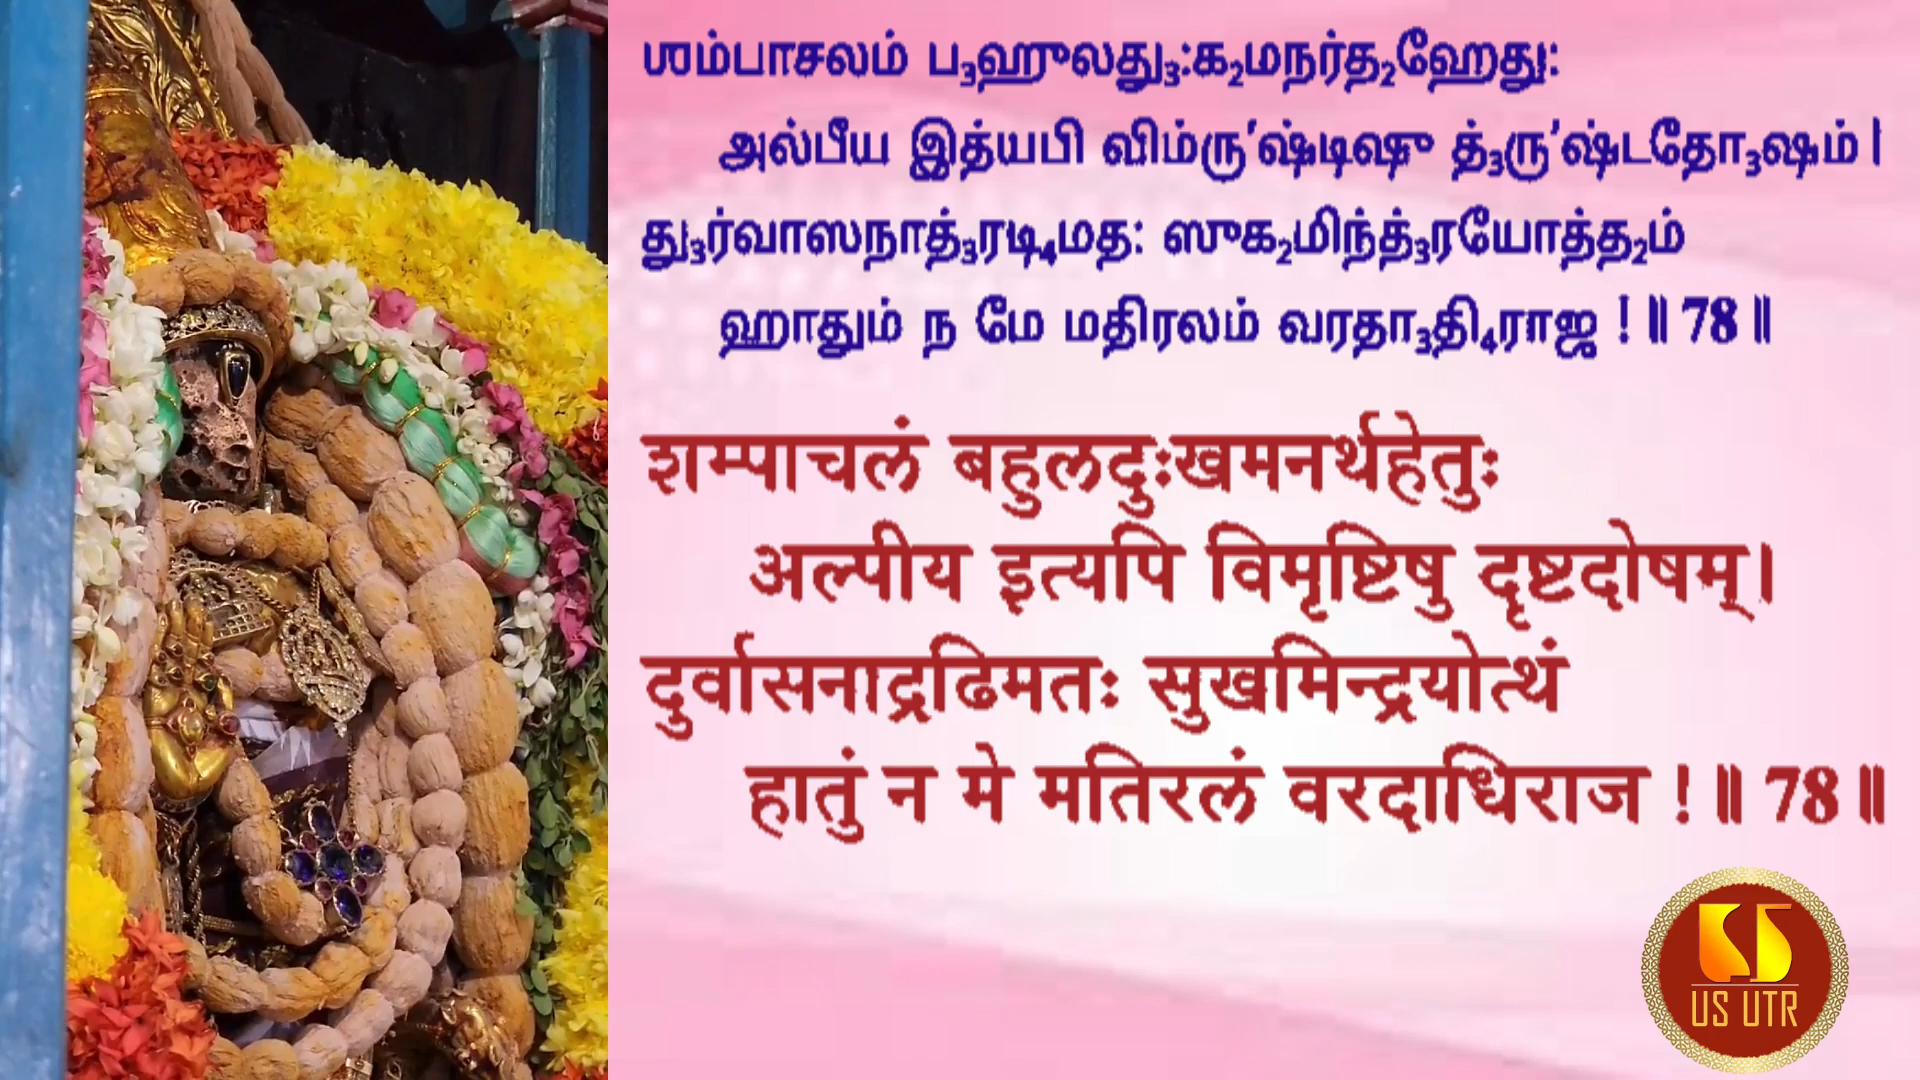 ஶம்பாசலம் ப₃ஹுலது₃:க₂மநர்த₂ஹேது:
அல்பீய இத்யபி விம்ரு’ஷ்டிஷு த்₃ரு’ஷ்டதோ₃ஷம் |
து₃ர்வாஸநாத்₃ரடி₄மத: ஸுக₂மிந்த்₃ரயோத்த₂ம்
ஹாதும் ந மே மதிரலம் வரதா₃தி₄ராஜ ! ॥ 78 ॥
शम्पाचलं बहुलदुःखमनर्थहेतुः
अल्पीय इत्यपि विमृष्टिषु दृष्टदोषम्।
दुर्वासनाद्रढिमतः सुखमिन्द्रयोत्थं
हातुं न मे मतिरलं वरदाधिराज ! ॥ 78 ॥
US UTR